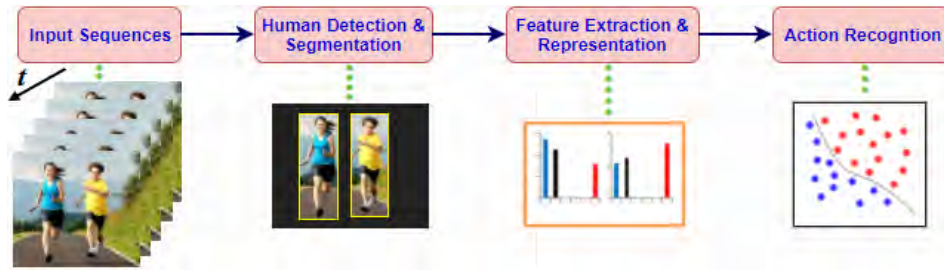 Input Sequences
Human Detection &
Segmentation
Feature Extraction &
Representation
Action Recogntion
t